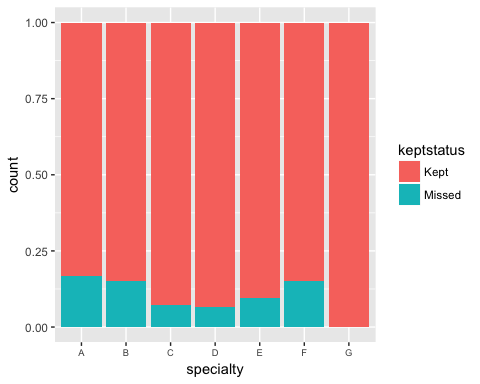 1.00
0.75
0.50
0.25
0.00
count
A B C D E F G
specialty
keptstatus
Kept
Missed